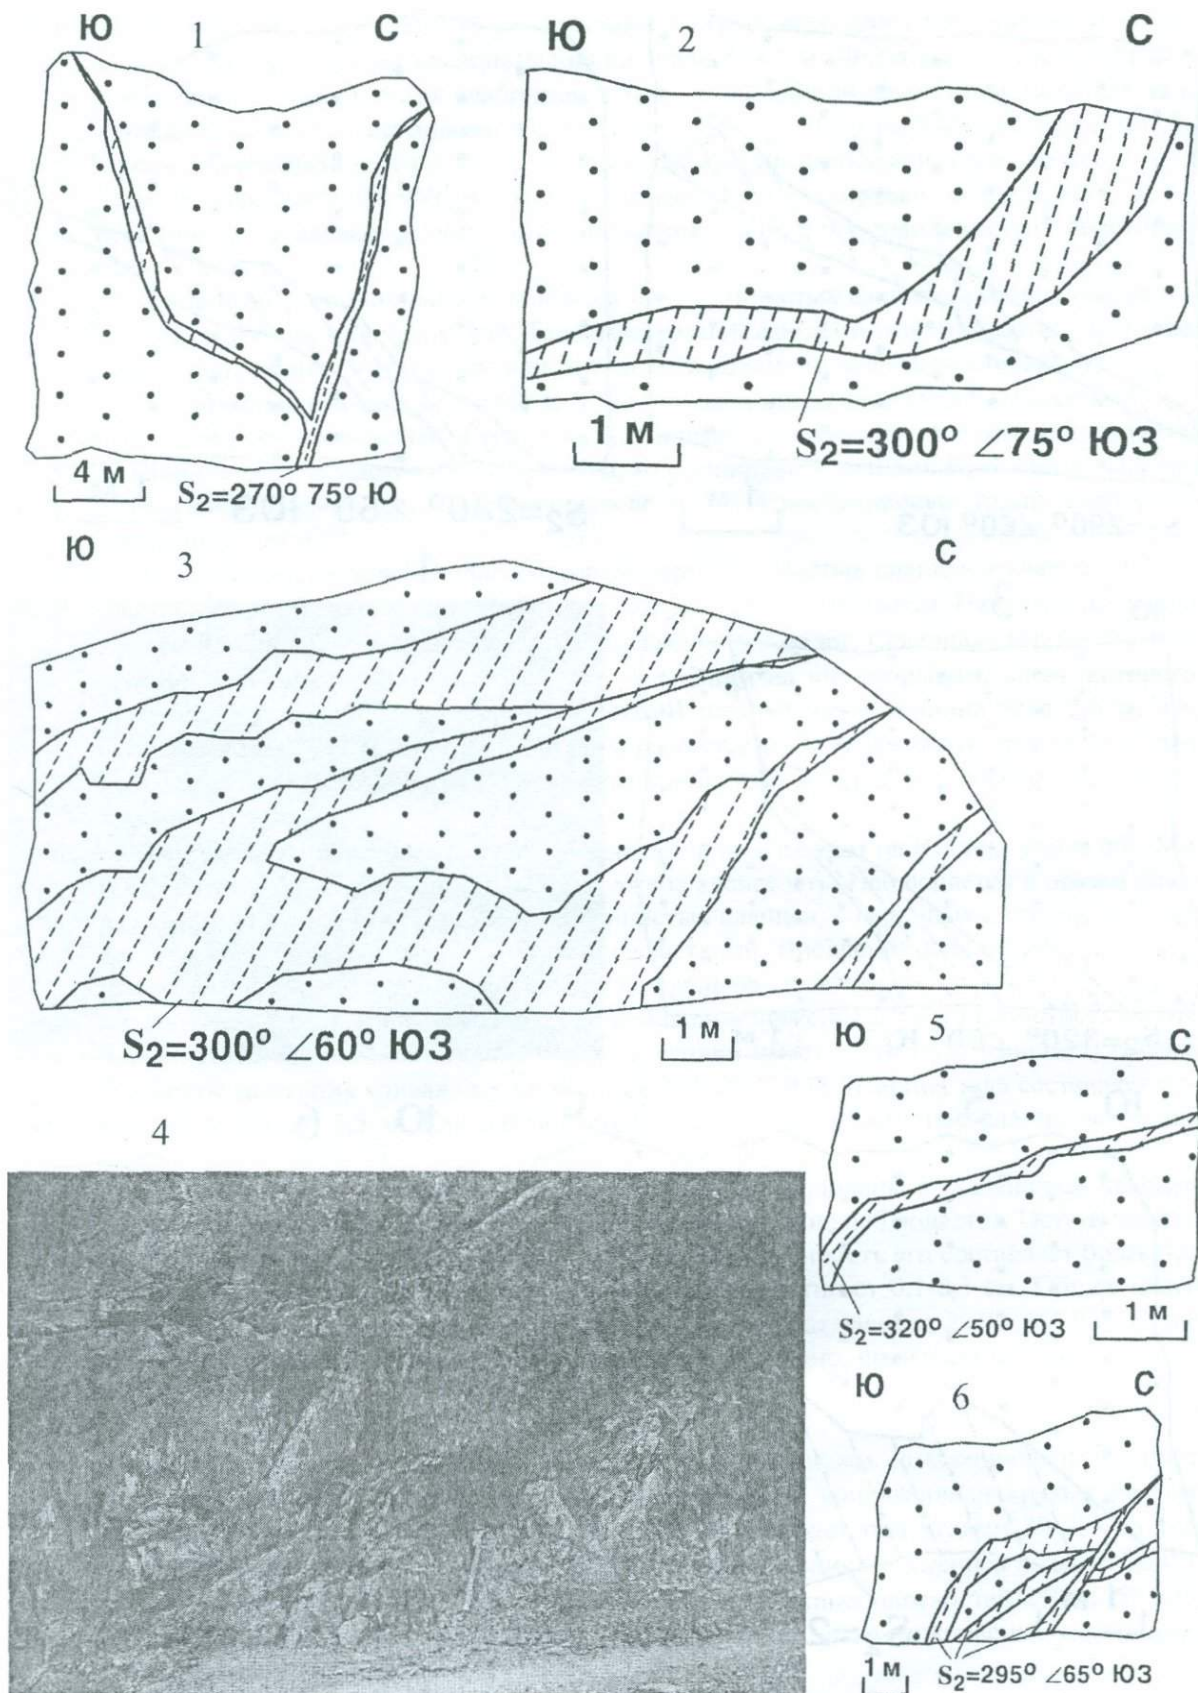 Ю 1 С
Ю 2 С
4 м
S₂=270° 75° Ю
1 м
S₂=300° ∠75° ЮЗ
Ю 3 С
S₂=300° ∠60° ЮЗ
1 м
4
Ю 5 С
S₂=320° ∠50° ЮЗ
1 м
Ю 6 С
1 м
S₂=295° ∠65° ЮЗ